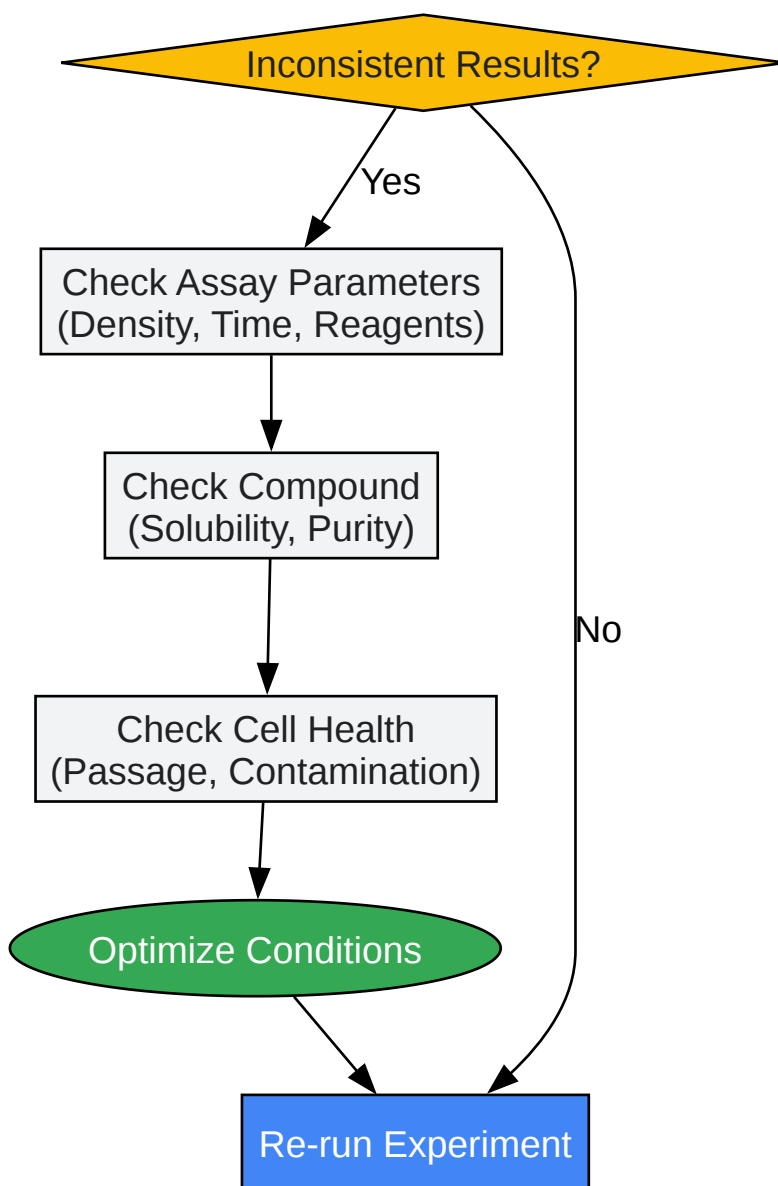 Inconsistent Results?
Yes
Check Assay Parameters
(Density, Time, Reagents)
Check Compound
(Solubility, Purity)
No
Check Cell Health
(Passage, Contamination)
Optimize Conditions
Re-run Experiment